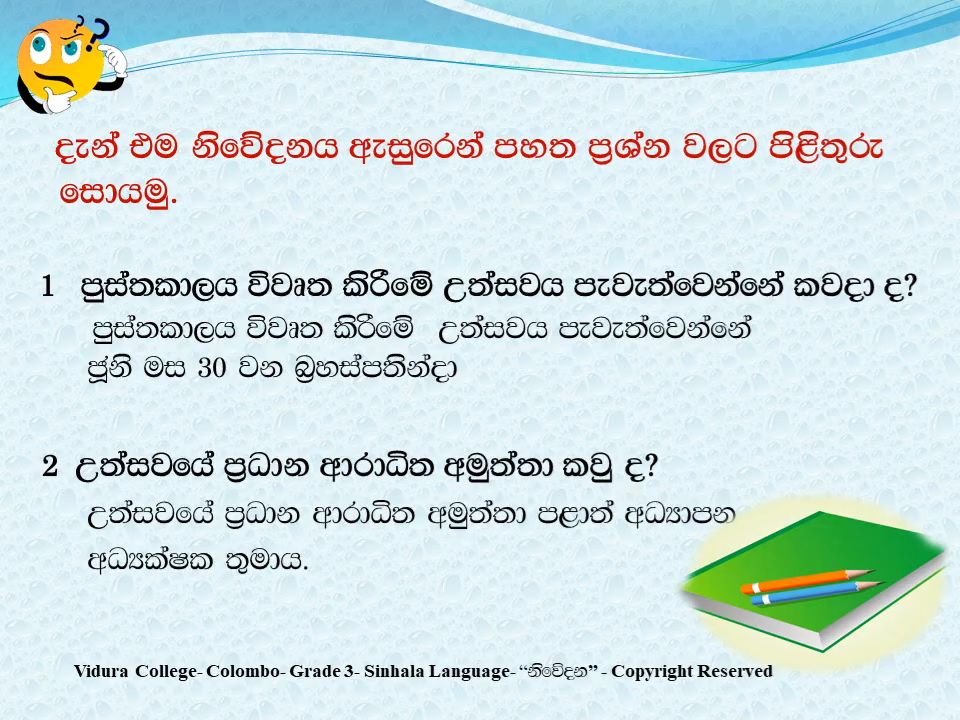 දැන් එම නිවේදනය ඇසුරෙන් පහත ප්‍රශ්න වලට පිළිතුරු
සොයමු.
1 පුස්තකාලය විවෘත කිරීමේ උත්සවය පැවැත්වෙන්නේ කවදා ද?
පුස්තකාලය විවෘත කිරීමේ උත්සවය පැවැත්වෙන්නේ
ජූනි මස 30 වන බ්‍රහස්පතින්දා
2 උත්සවයේ ප්‍රධාන ආරාධිත අමුත්තා කවු ද?
උත්සවයේ ප්‍රධාන ආරාධිත අමුත්තා පළාත් අධ්‍යාපන
අධ්‍යක්ෂක තුමාය.
Vidura College- Colombo- Grade 3- Sinhala Language- “නිවේදන” - Copyright Reserved